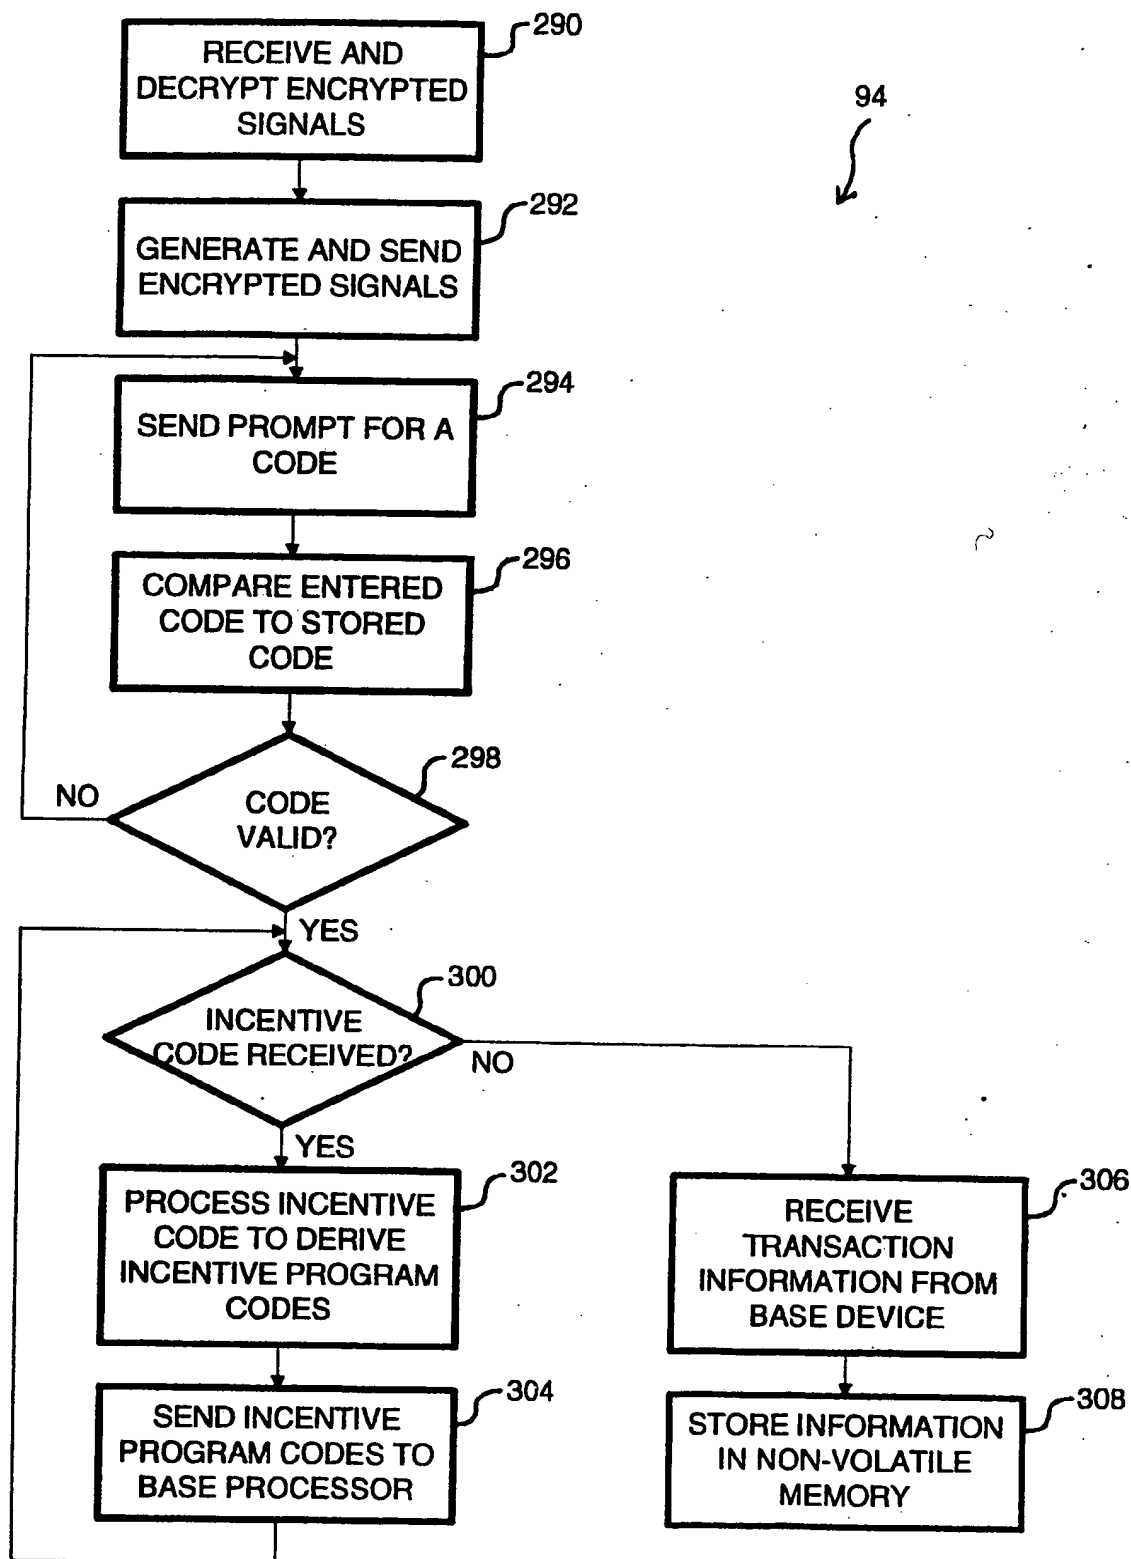 290
RECEIVE AND
DECRYPT ENCRYPTED
SIGNALS
94
292
GENERATE AND SEND
ENCRYPTED SIGNALS
294
SEND PROMPT FOR A
CODE
296
COMPARE ENTERED
CODE TO STORED
CODE
298
NO
CODE
VALID?
YES
300
INCENTIVE
CODE RECEIVED?
NO
YES
302
PROCESS INCENTIVE
CODE TO DERIVE
INCENTIVE PROGRAM
CODES
306
RECEIVE
TRANSACTION
INFORMATION FROM
BASE DEVICE
304
SEND INCENTIVE
PROGRAM CODES TO
BASE PROCESSOR
308
STORE INFORMATION
IN NON-VOLATILE
MEMORY